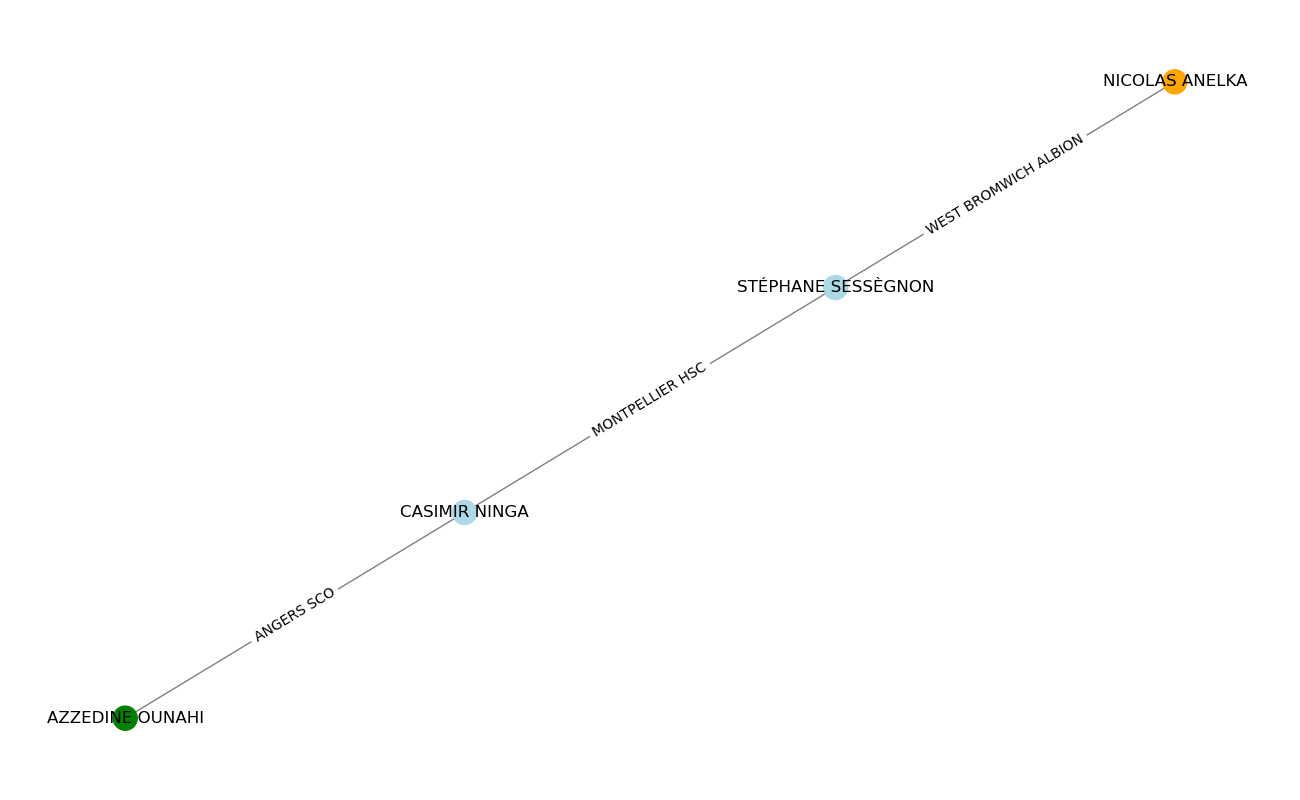 NICOLAS ANELKA
WEST BROMWICH ALBION
STÉPHANE SESSÈGNON
MONTPELLIER HSC
CASIMIR NINGA
ANGERS SCO
AZZEDINE OUNAHI